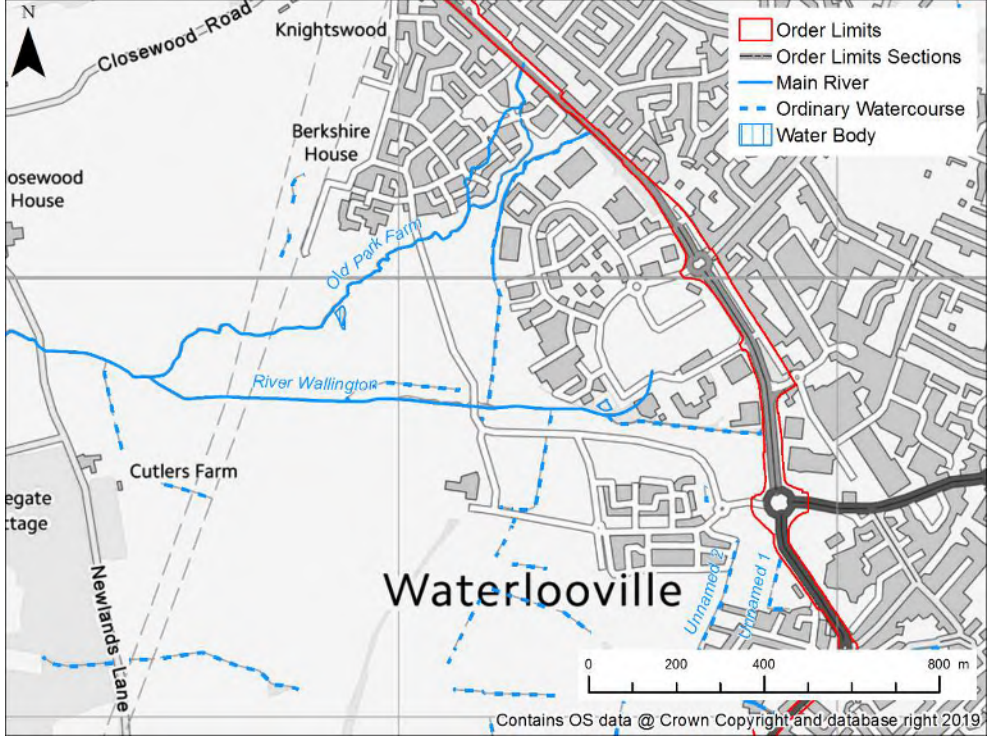 N
Closewood Road
Knightswood
Order Limits
Order Limits Sections
Main River
Ordinary Watercourse
Water Body
Berkshire
House
osewood
House
Old Park Farm
River Wallington
Cutlers Farm
egate
ttage
Newlands Lane
Waterlooville
Unnamed 2
Unnamed 1
0 200 400 800 m
Contains OS data @ Crown Copyright and database right 2019